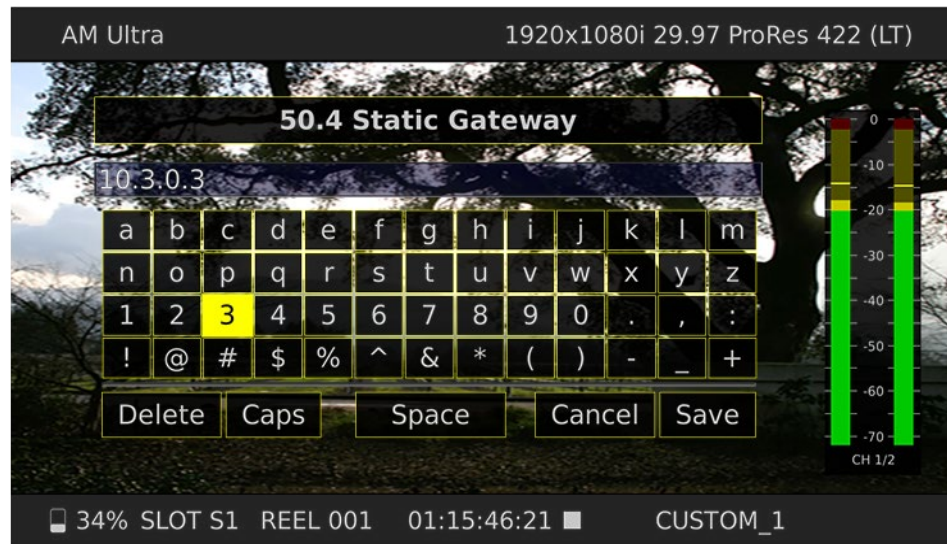 AM Ultra 1920x1080i 29.97 ProRes 422 (LT)
50.4 Static Gateway
10.3.0.3
a b c d e f g h i j k l m
n o p q r s t u v w x y z
1 2 3 4 5 6 7 8 9 0 . , :
! @ # $ % ^ & * ( ) - _ +
Delete Caps Space Cancel Save
0
-10
-20
-30
-40
-50
-60
-70
CH 1/2
34% SLOT S1 REEL 001 01:15:46:21 CUSTOM_1